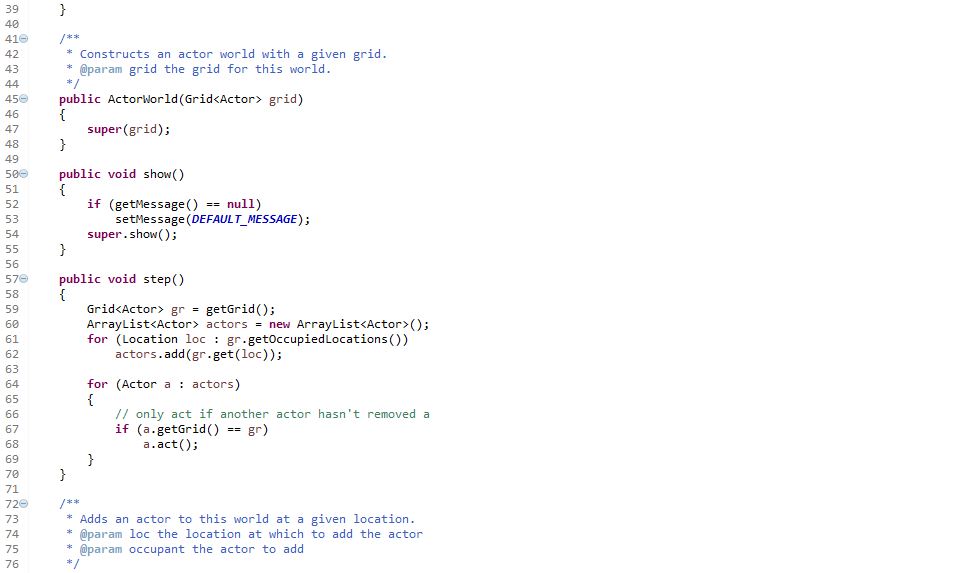 39     }
40
41     /**
42      * Constructs an actor world with a given grid.
43      * @param grid the grid for this world.
44      */
45     public ActorWorld(Grid<Actor> grid)
46     {
47         super(grid);
48     }
49
50     public void show()
51     {
52         if (getMessage() == null)
53             setMessage(DEFAULT_MESSAGE);
54         super.show();
55     }
56
57     public void step()
58     {
59         Grid<Actor> gr = getGrid();
60         ArrayList<Actor> actors = new ArrayList<Actor>();
61         for (Location loc : gr.getOccupiedLocations())
62             actors.add(gr.get(loc));
63
64         for (Actor a : actors)
65         {
66             // only act if another actor hasn't removed a
67             if (a.getGrid() == gr)
68                 a.act();
69         }
70     }
71
72     /**
73      * Adds an actor to this world at a given location.
74      * @param loc the location at which to add the actor
75      * @param occupant the actor to add
76      */